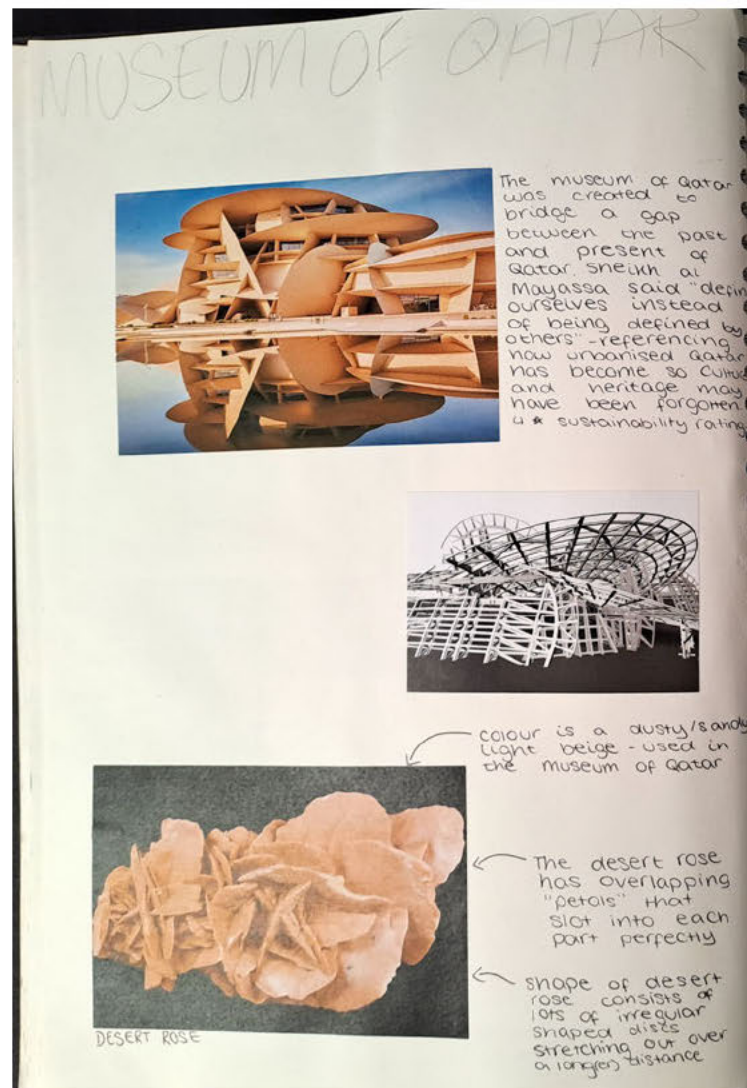 MUSEUM OF QATAR
The museum of Qatar
was created to
bridge a gap
between the past
and present of
Qatar. Sheikh al
Mayassa said "defin
ourselves instead
of being defined by
others" - referencing
how urbanised Qatar
has become so Cultu
and heritage may
have been forgotten.
4 ★ sustainability rating
colour is a dusty/sandy
light beige - used in
the museum of Qatar
The desert rose
has overlapping
"petals" that
slot into each
part perfectly
shape of desert
rose consists of
lots of irregular
shaped discs
stretching out over
a long(er) distance
DESERT ROSE